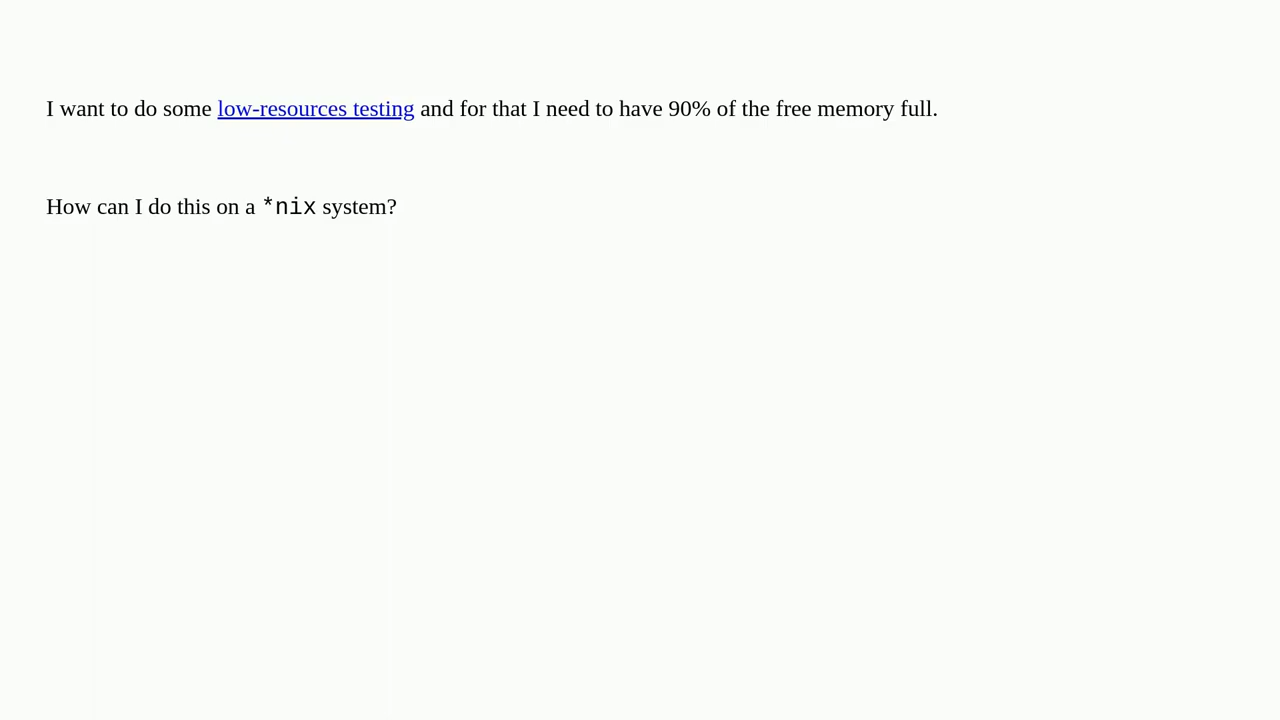 I want to do some low-resources testing and for that I need to have 90% of the free memory full.
How can I do this on a *nix system?